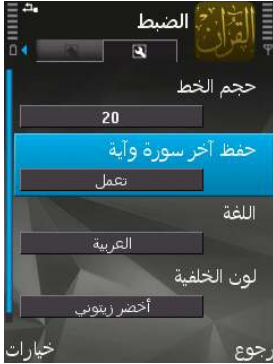 القرآن
الضبط
حجم الخط
20
حفظ آخر سورة وآية
تعمل
اللغة
العربية
لون الخلفية
أخضر زيتوني
رجوع
خيارات